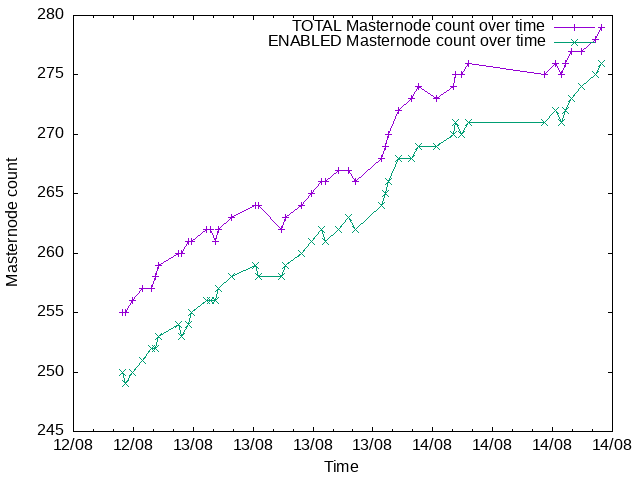 280
275
270
265
260
255
250
245
Masternode count
TOTAL Masternode count over time
ENABLED Masternode count over time
12/08 12/08 13/08 13/08 13/08 13/08 14/08 14/08 14/08 14/08
Time